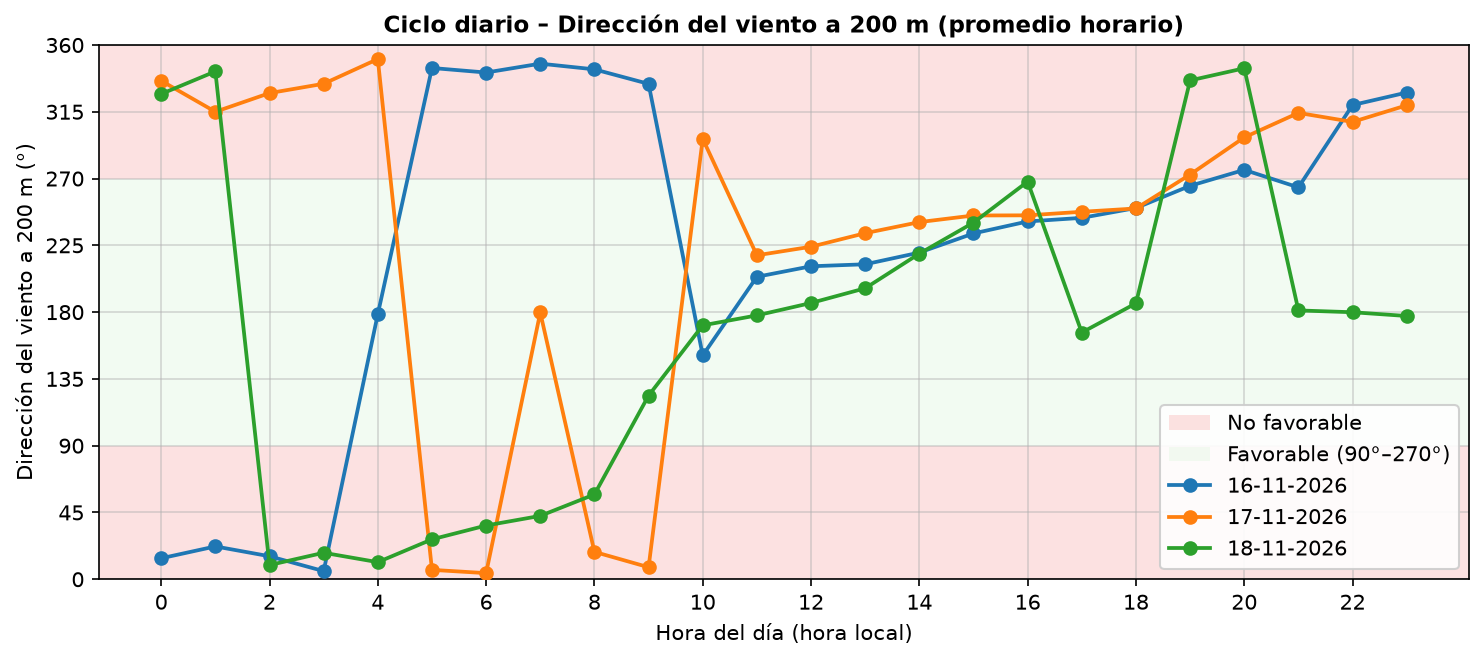 Ciclo diario – Dirección del viento a 200 m (promedio horario)
Dirección del viento a 200 m (°)
360
315
270
225
180
135
90
45
0
No favorable
Favorable (90°–270°)
16-11-2026
17-11-2026
18-11-2026
0 2 4 6 8 10 12 14 16 18 20 22
Hora del día (hora local)